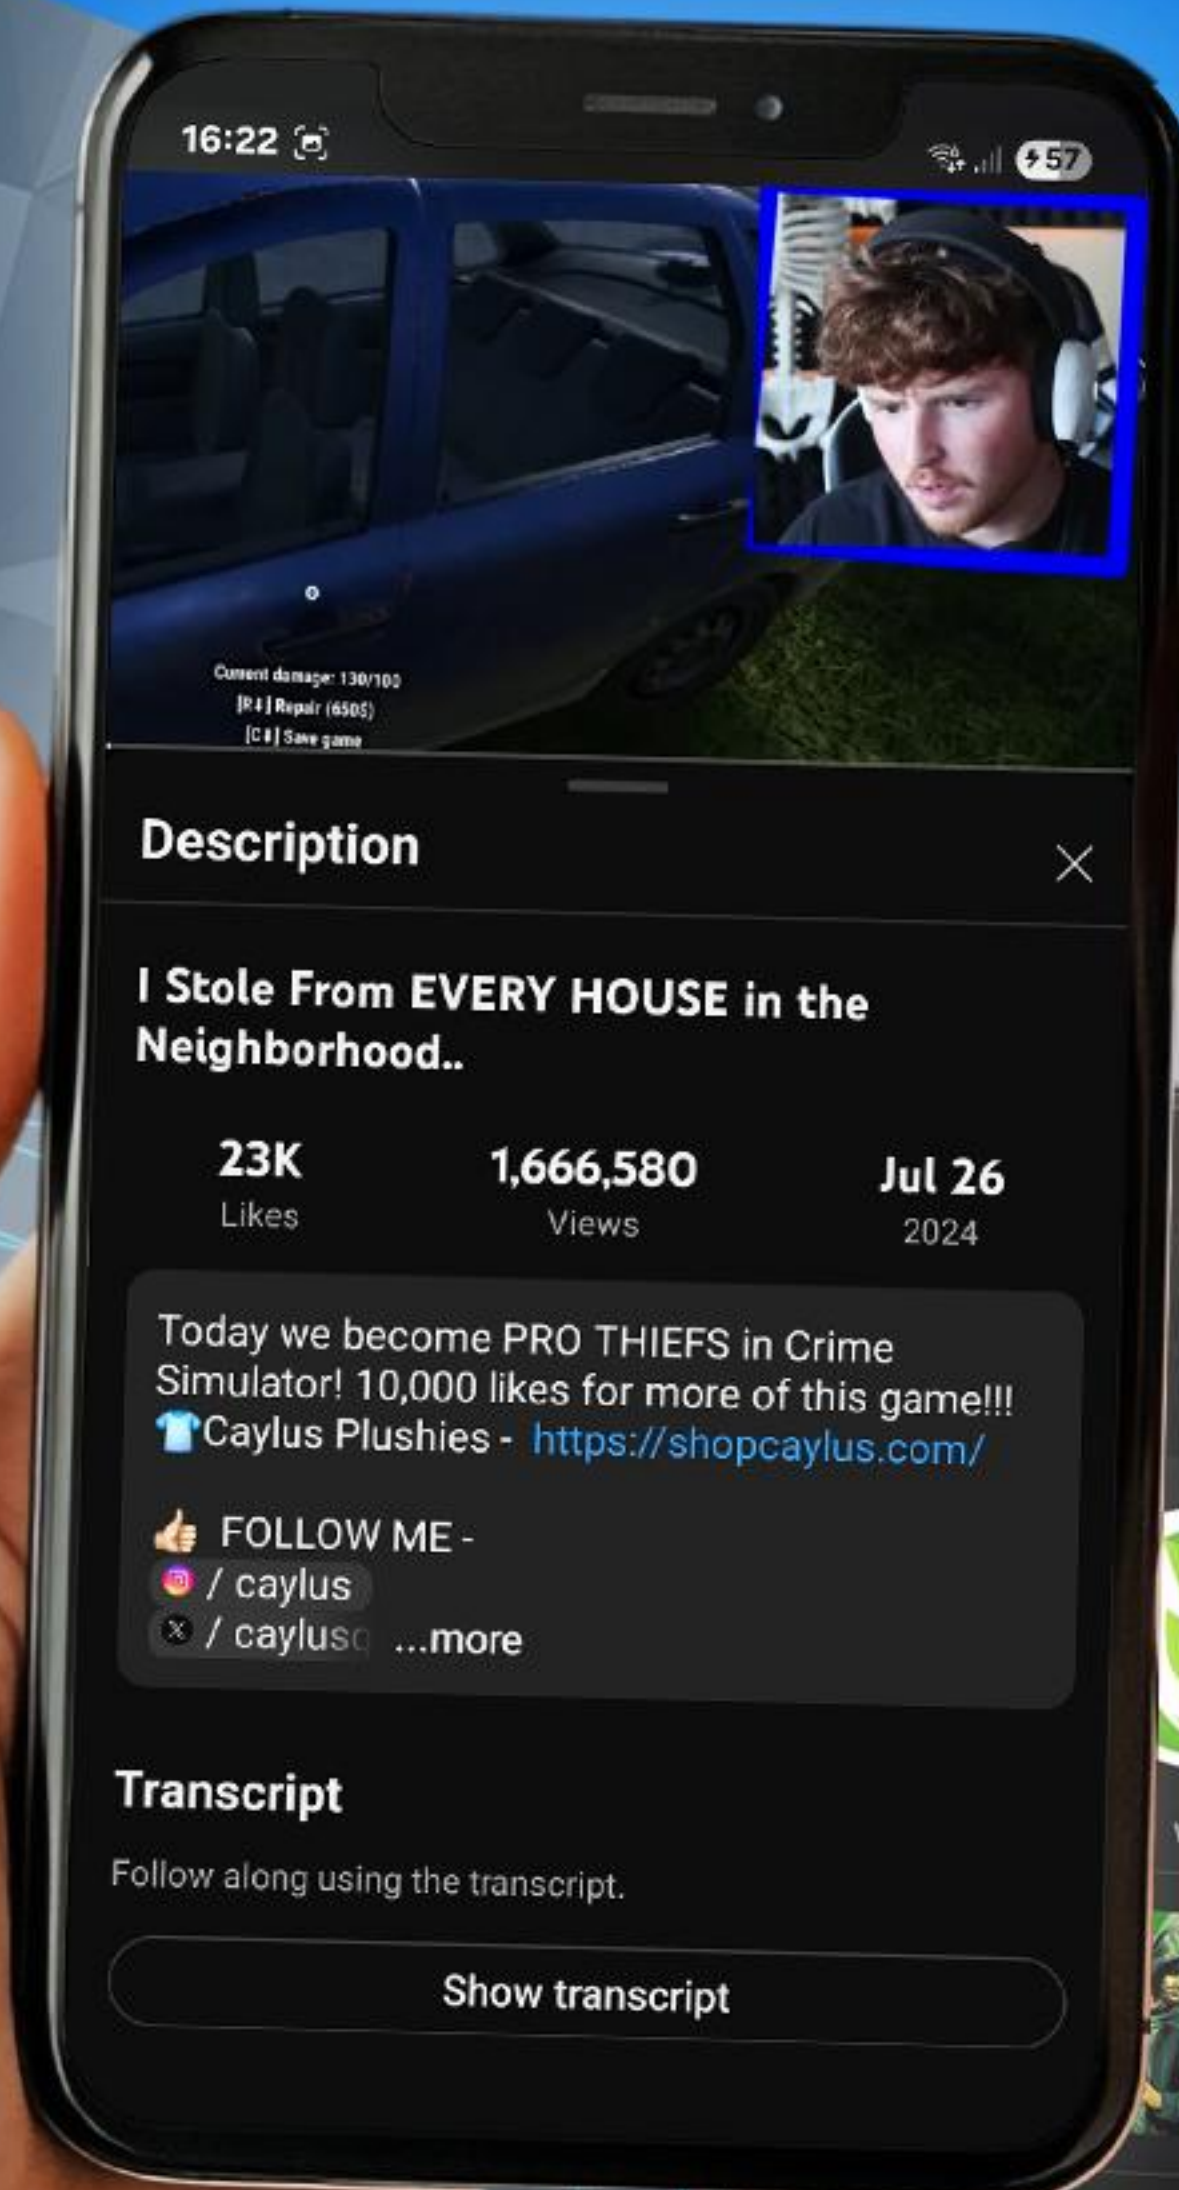 16:22
57
Current damage: 130/100
[R⬇] Repair (650$)
[C⬇] Save game
Description
I Stole From EVERY HOUSE in the
Neighborhood..
23K
1,666,580
Jul 26
Likes
Views
2024
Today we become PRO THIEFS in Crime
Simulator! 10,000 likes for more of this game!!!
👕Caylus Plushies - https://shopcaylus.com/
👍🏻 FOLLOW ME -
/ caylus
/ caylus ...more
Transcript
Follow along using the transcript.
Show transcript